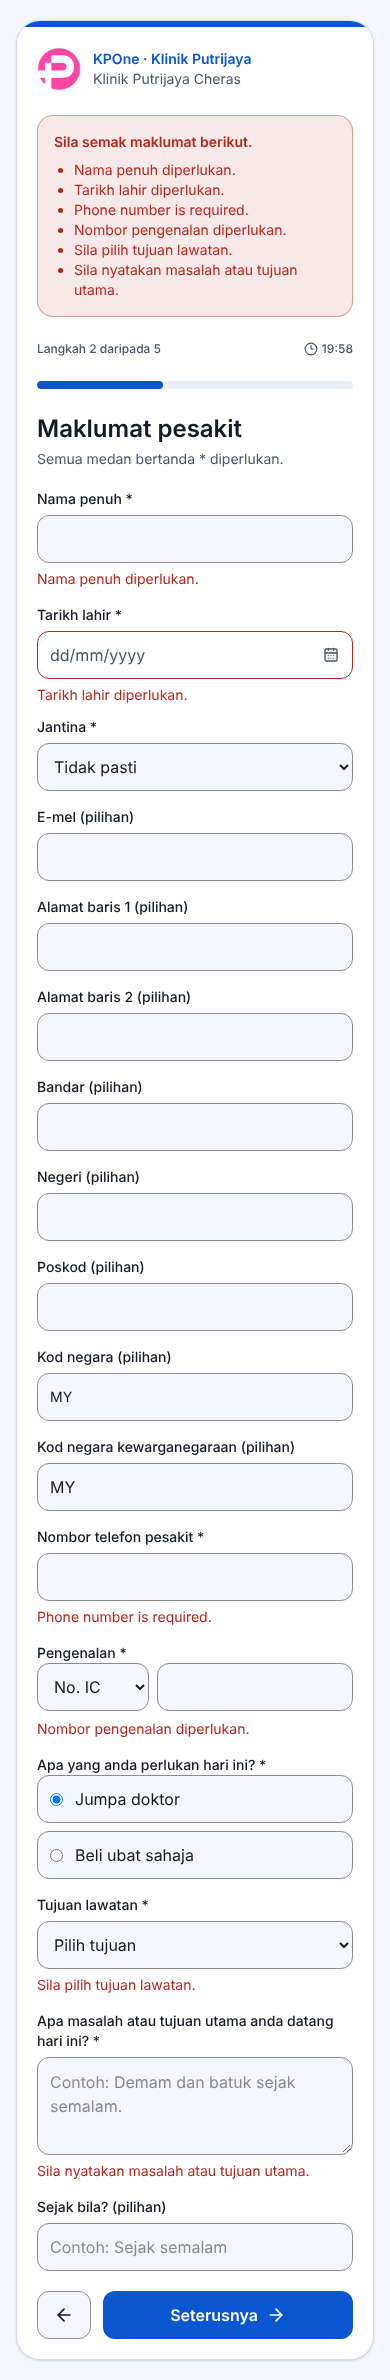 KPOne · Klinik Putrijaya
Klinik Putrijaya Cheras
Sila semak maklumat berikut.
• Nama penuh diperlukan.
• Tarikh lahir diperlukan.
• Phone number is required.
• Nombor pengenalan diperlukan.
• Sila pilih tujuan lawatan.
• Sila nyatakan masalah atau tujuan
utama.
Langkah 2 daripada 5
19:58
Maklumat pesakit
Semua medan bertanda * diperlukan.
Nama penuh *
Nama penuh diperlukan.
Tarikh lahir *
dd/mm/yyyy
Tarikh lahir diperlukan.
Jantina *
Tidak pasti
E-mel (pilihan)
Alamat baris 1 (pilihan)
Alamat baris 2 (pilihan)
Bandar (pilihan)
Negeri (pilihan)
Poskod (pilihan)
Kod negara (pilihan)
MY
Kod negara kewarganegaraan (pilihan)
MY
Nombor telefon pesakit *
Phone number is required.
Pengenalan *
No. IC
Nombor pengenalan diperlukan.
Apa yang anda perlukan hari ini? *
Jumpa doktor
Beli ubat sahaja
Tujuan lawatan *
Pilih tujuan
Sila pilih tujuan lawatan.
Apa masalah atau tujuan utama anda datang
hari ini? *
Contoh: Demam dan batuk sejak
semalam.
Sila nyatakan masalah atau tujuan utama.
Sejak bila? (pilihan)
Contoh: Sejak semalam
Seterusnya